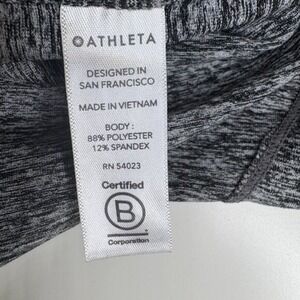 ATHLETA
DESIGNED IN
SAN FRANCISCO
MADE IN VIETNAM
BODY :
88% POLYESTER
12% SPANDEX
RN 54023
Certified
B
Corporation